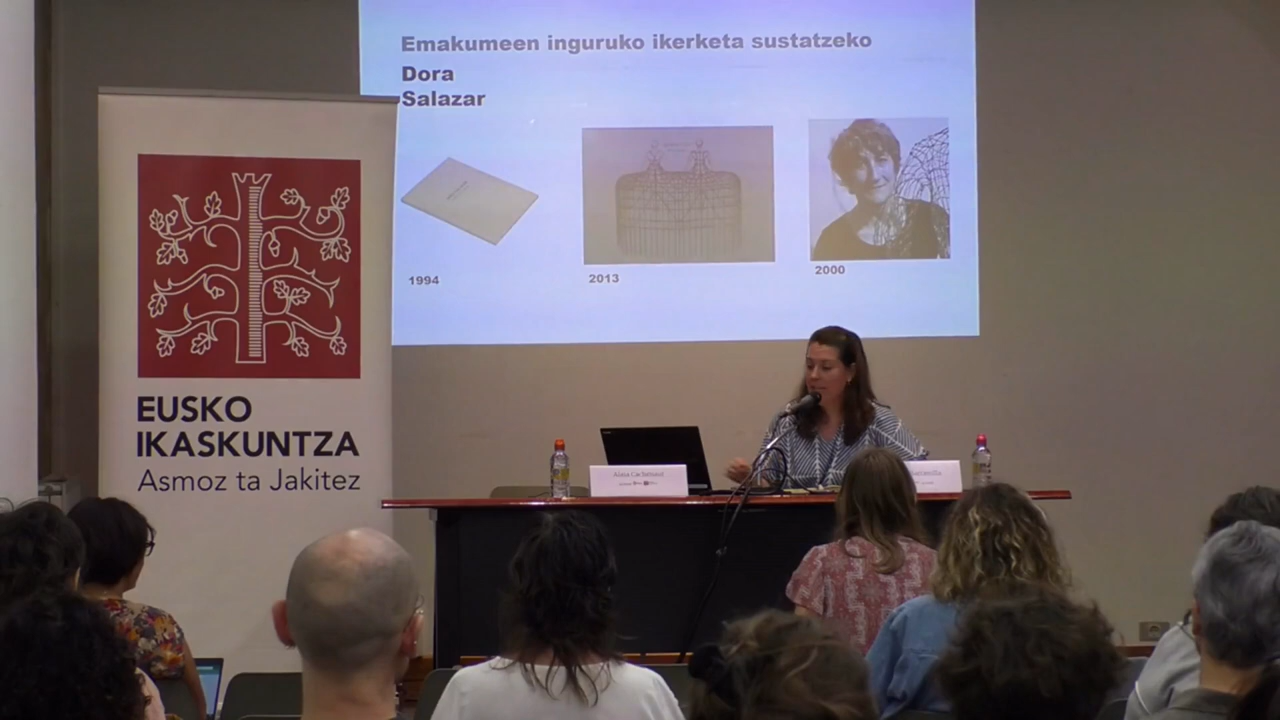 Emakumeen inguruko ikerketa sustatzeko
Dora
Salazar
1994
2013
2000
EUSKO
IKASKUNTZA
Asmoz ta Jakitez